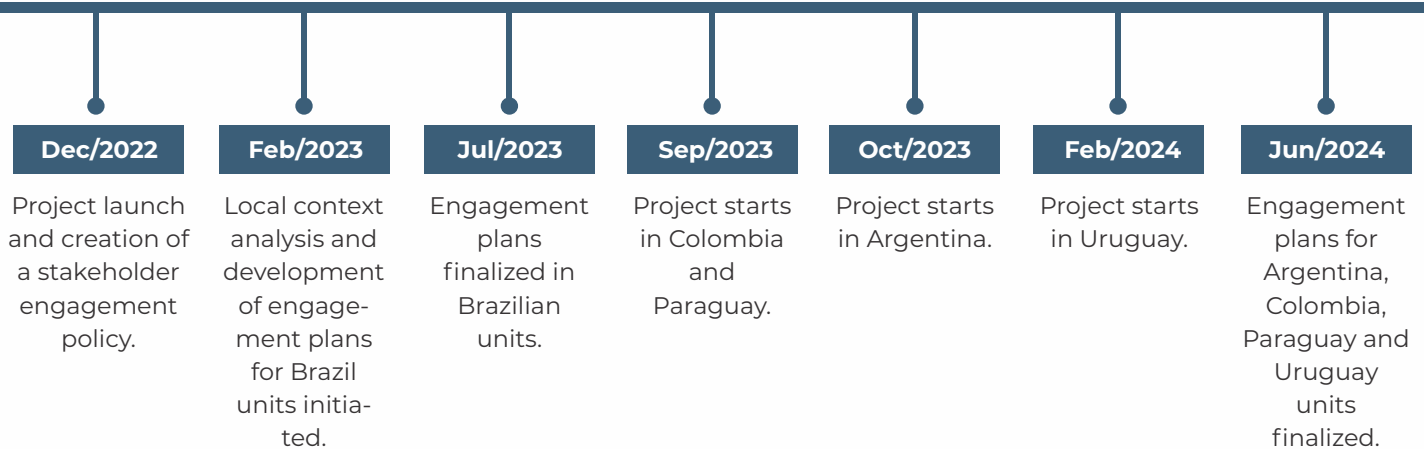 Dec/2022
Project launch
and creation of
a stakeholder
engagement
policy.
Feb/2023
Local context
analysis and
development
of engage-
ment plans
for Brazil
units initia-
ted.
Jul/2023
Engagement
plans
finalized in
Brazilian
units.
Sep/2023
Project starts
in Colombia
and
Paraguay.
Oct/2023
Project starts
in Argentina.
Feb/2024
Project starts
in Uruguay.
Jun/2024
Engagement
plans for
Argentina,
Colombia,
Paraguay and
Uruguay
units
finalized.